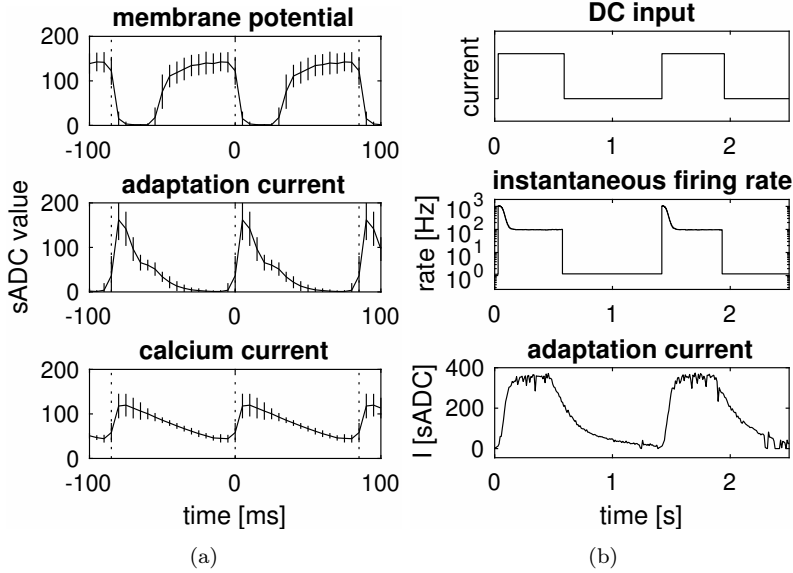 membrane potential
200
100
0
-100 0 100
adaptation current
200
100
0
-100 0 100
calcium current
200
100
0
-100 0 100
sADC value
time [ms]
(a)
DC input
current
0 1 2
instantaneous firing rate
rate [Hz]
10^3
10^2
10^1
10^0
0 1 2
adaptation current
I [sADC]
400
200
0
0 1 2
time [s]
(b)